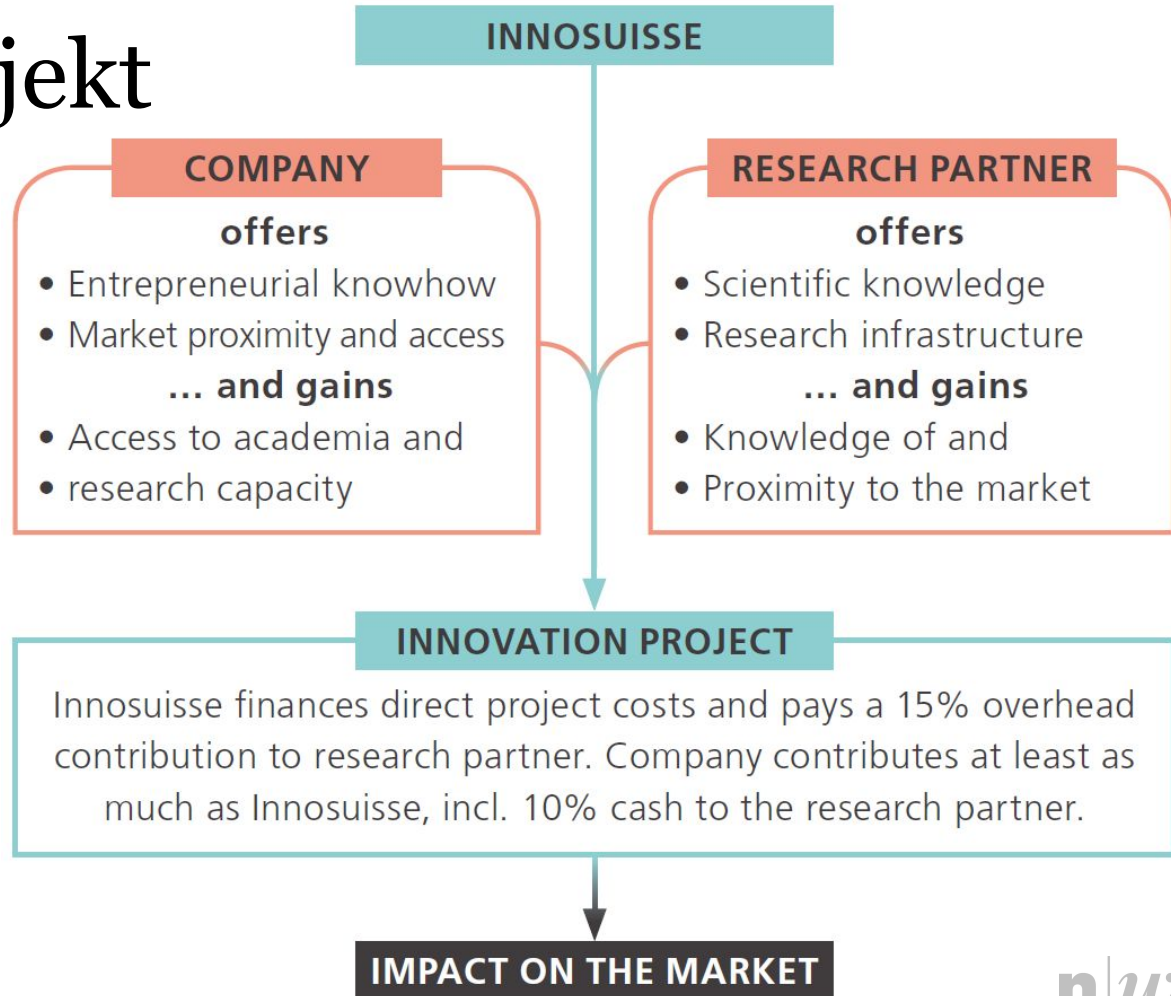 jekt
INNOSUISSE
COMPANY
offers
• Entrepreneurial knowhow
• Market proximity and access
... and gains
• Access to academia and
• research capacity
RESEARCH PARTNER
offers
• Scientific knowledge
• Research infrastructure
... and gains
• Knowledge of and
• Proximity to the market
INNOVATION PROJECT
Innosuisse finances direct project costs and pays a 15% overhead
contribution to research partner. Company contributes at least as
much as Innosuisse, incl. 10% cash to the research partner.
IMPACT ON THE MARKET